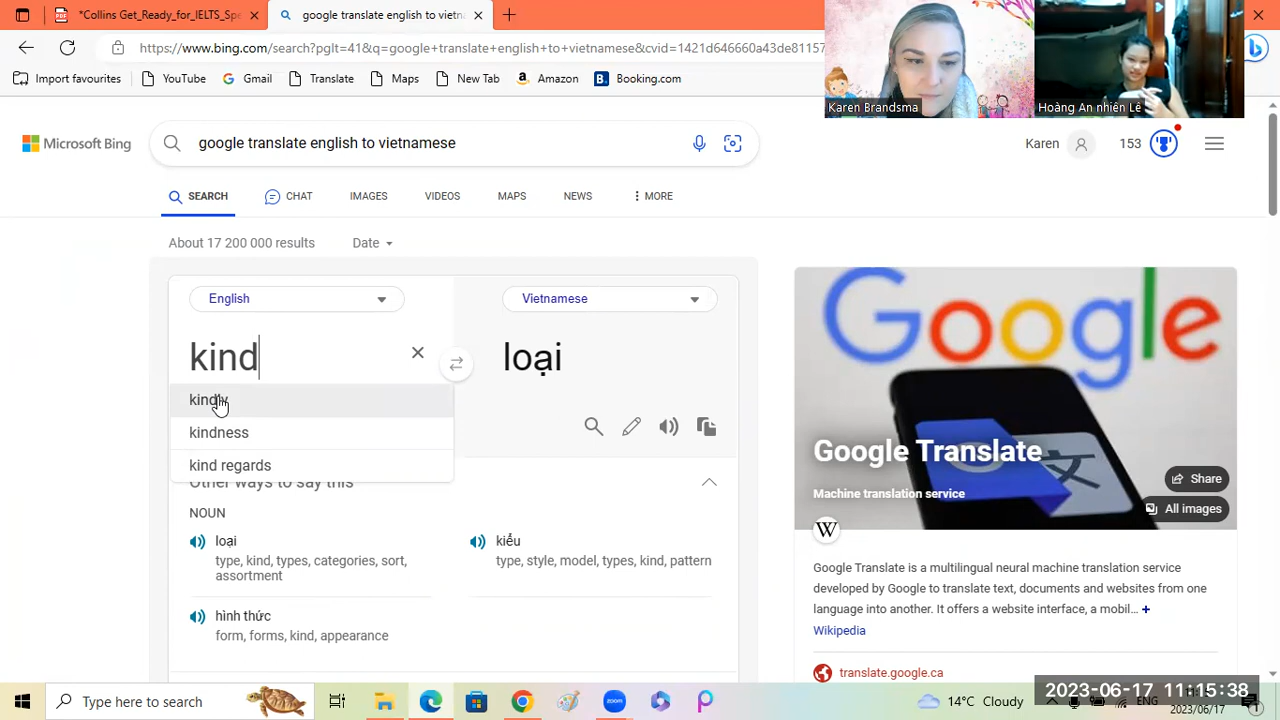 "Collins Get_Better
google translate english to vietn
https://www.bing.com/search?pglt=41&q=google+translate+english+to+vietnamese&cvid=1421d646660a43de81157
Import favourites
YouTube
Gmail
Translate
Maps
New Tab
Amazon
Booking.com
Karen Brandsma
Hoàng An nhiên Lê
Microsoft Bing
google translate english to vietnamese
Karen
153
SEARCH
CHAT
IMAGES
VIDEOS
MAPS
NEWS
MORE
About 17 200 000 results
Date
English
Vietnamese
kind
loại
kindly
kindness
kind regards
Other ways to say this
NOUN
loại
type, kind, types, categories, sort,
assortment
kiểu
type, style, model, types, kind, pattern
hình thức
form, forms, kind, appearance
Google
Google Translate
Machine translation service
Share
All images
W
Google Translate is a multilingual neural machine translation service
developed by Google to translate text, documents and websites from one
language into another. It offers a website interface, a mobil… +
Wikipedia
translate.google.ca
Type here to search
14°C Cloudy
ENG
2023-06-17 11:15:38
2023/06/17